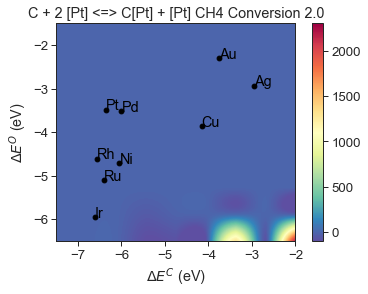 C + 2 [Pt] <=> C[Pt] + [Pt] CH4 Conversion 2.0
−2
−3
−4
−5
−6
ΔE^O (eV)
Au
Ag
Cu
Pt
Pd
Rh
Ni
Ru
Ir
−7
−6
−5
−4
−3
−2
ΔE^C (eV)
2000
1500
1000
500
0